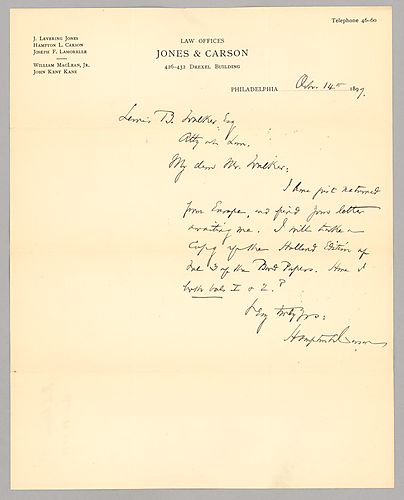 Telephone 46-60
J. Levering Jones
Hampton L. Carson
Joseph F. Lamorelle
William MacLean, Jr.
John Kent Kane
LAW OFFICES
JONES & CARSON
426-432 Drexel Building
PHILADELPHIA Octr. 14th 1897.
Lewis B. Walker Esq
Atty at Law.
My dear Mr. Walker:
I have just returned
from Europe, and find your letter
awaiting me. I will take a
Copy of the Holland Edition of
Vol I of the Burd Papers. Have I
both vols I & 2.?
Very truly yrs:
Hampton L. Carson